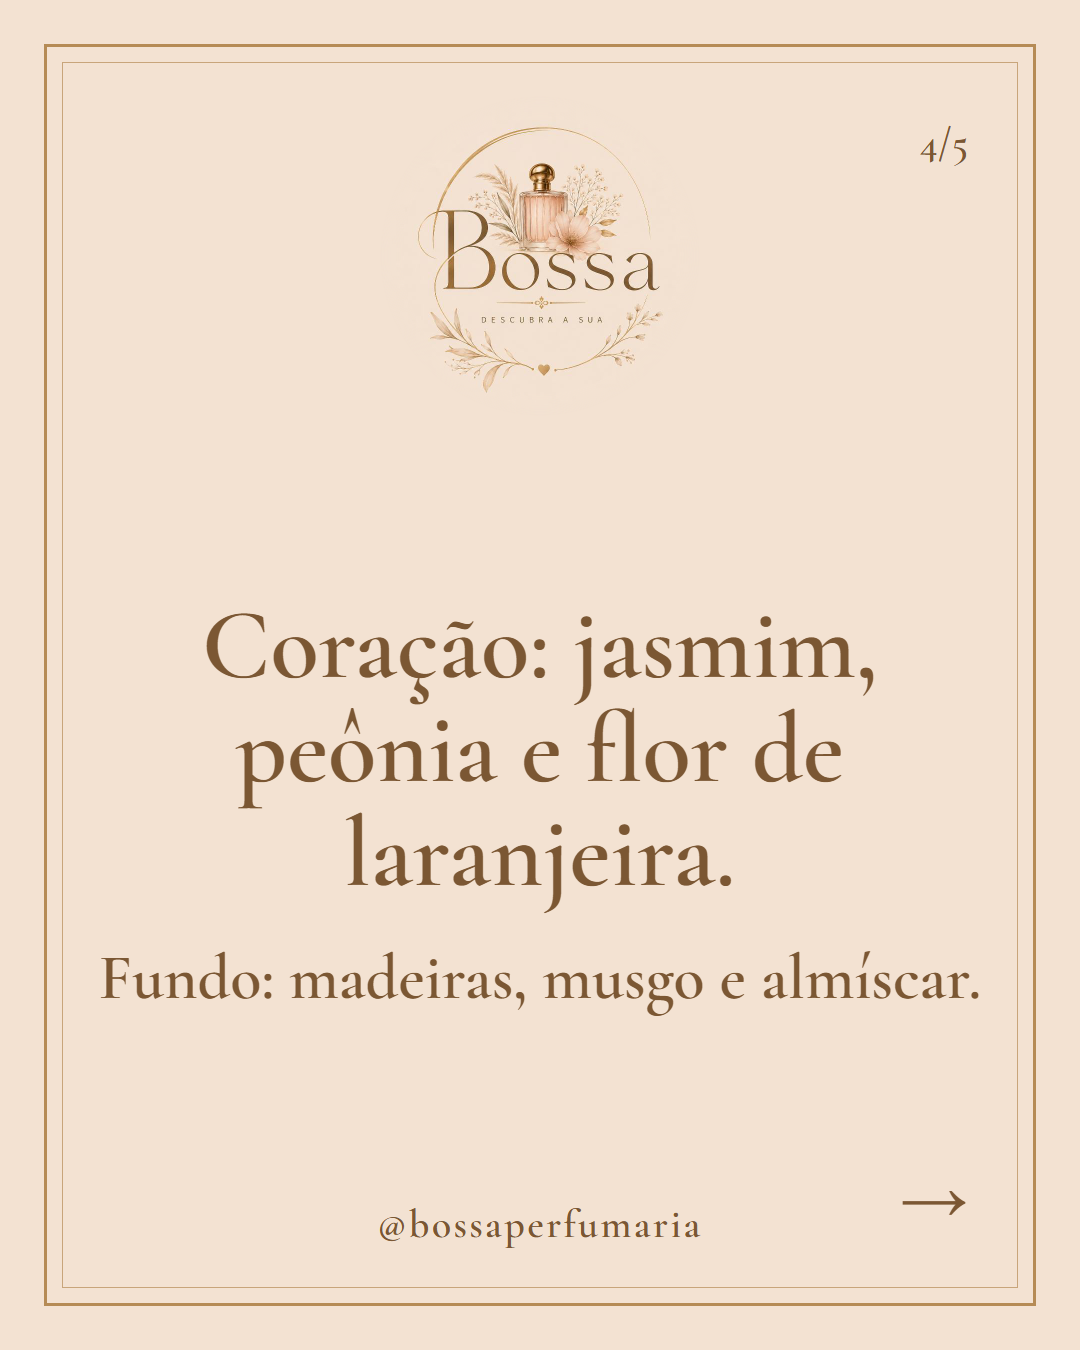 4/5
Bossa
DESCUBRA A SUA
Coração: jasmim,
peônia e flor de
laranjeira.
Fundo: madeiras, musgo e almíscar.
→
@bossaperfumaria